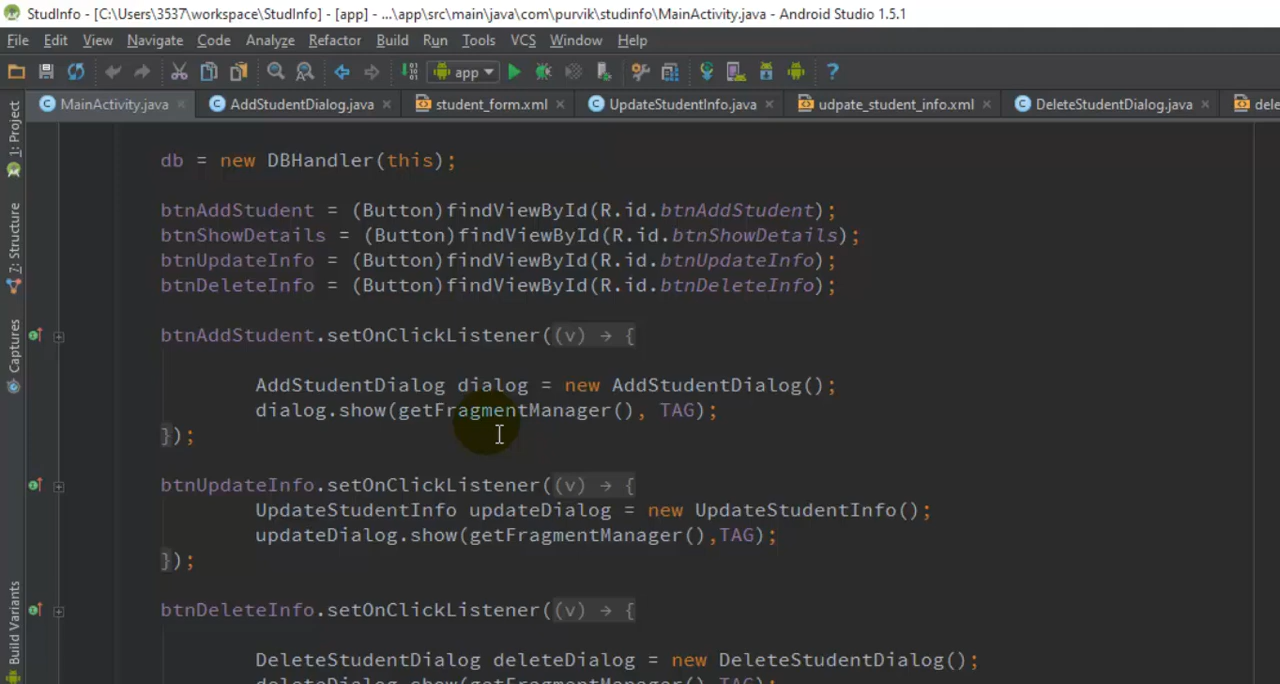 StudInfo - [C:\Users\3537\workspace\StudInfo] - [app] - ...\app\src\main\java\com\purvik\studinfo\MainActivity.java - Android Studio 1.5.1
File Edit View Navigate Code Analyze Refactor Build Run Tools VCS Window Help
app
MainActivity.java AddStudentDialog.java student_form.xml UpdateStudentInfo.java udpate_student_info.xml DeleteStudentDialog.java dele
1: Project
7: Structure
Captures
Build Variants
db = new DBHandler(this);
btnAddStudent = (Button)findViewById(R.id.btnAddStudent);
btnShowDetails = (Button)findViewById(R.id.btnShowDetails);
btnUpdateInfo = (Button)findViewById(R.id.btnUpdateInfo);
btnDeleteInfo = (Button)findViewById(R.id.btnDeleteInfo);
btnAddStudent.setOnClickListener((v) → {
AddStudentDialog dialog = new AddStudentDialog();
dialog.show(getFragmentManager(), TAG);
});
btnUpdateInfo.setOnClickListener((v) → {
UpdateStudentInfo updateDialog = new UpdateStudentInfo();
updateDialog.show(getFragmentManager(),TAG);
});
btnDeleteInfo.setOnClickListener((v) → {
DeleteStudentDialog deleteDialog = new DeleteStudentDialog();
deleteDialog.show(getFragmentManager(),TAG);